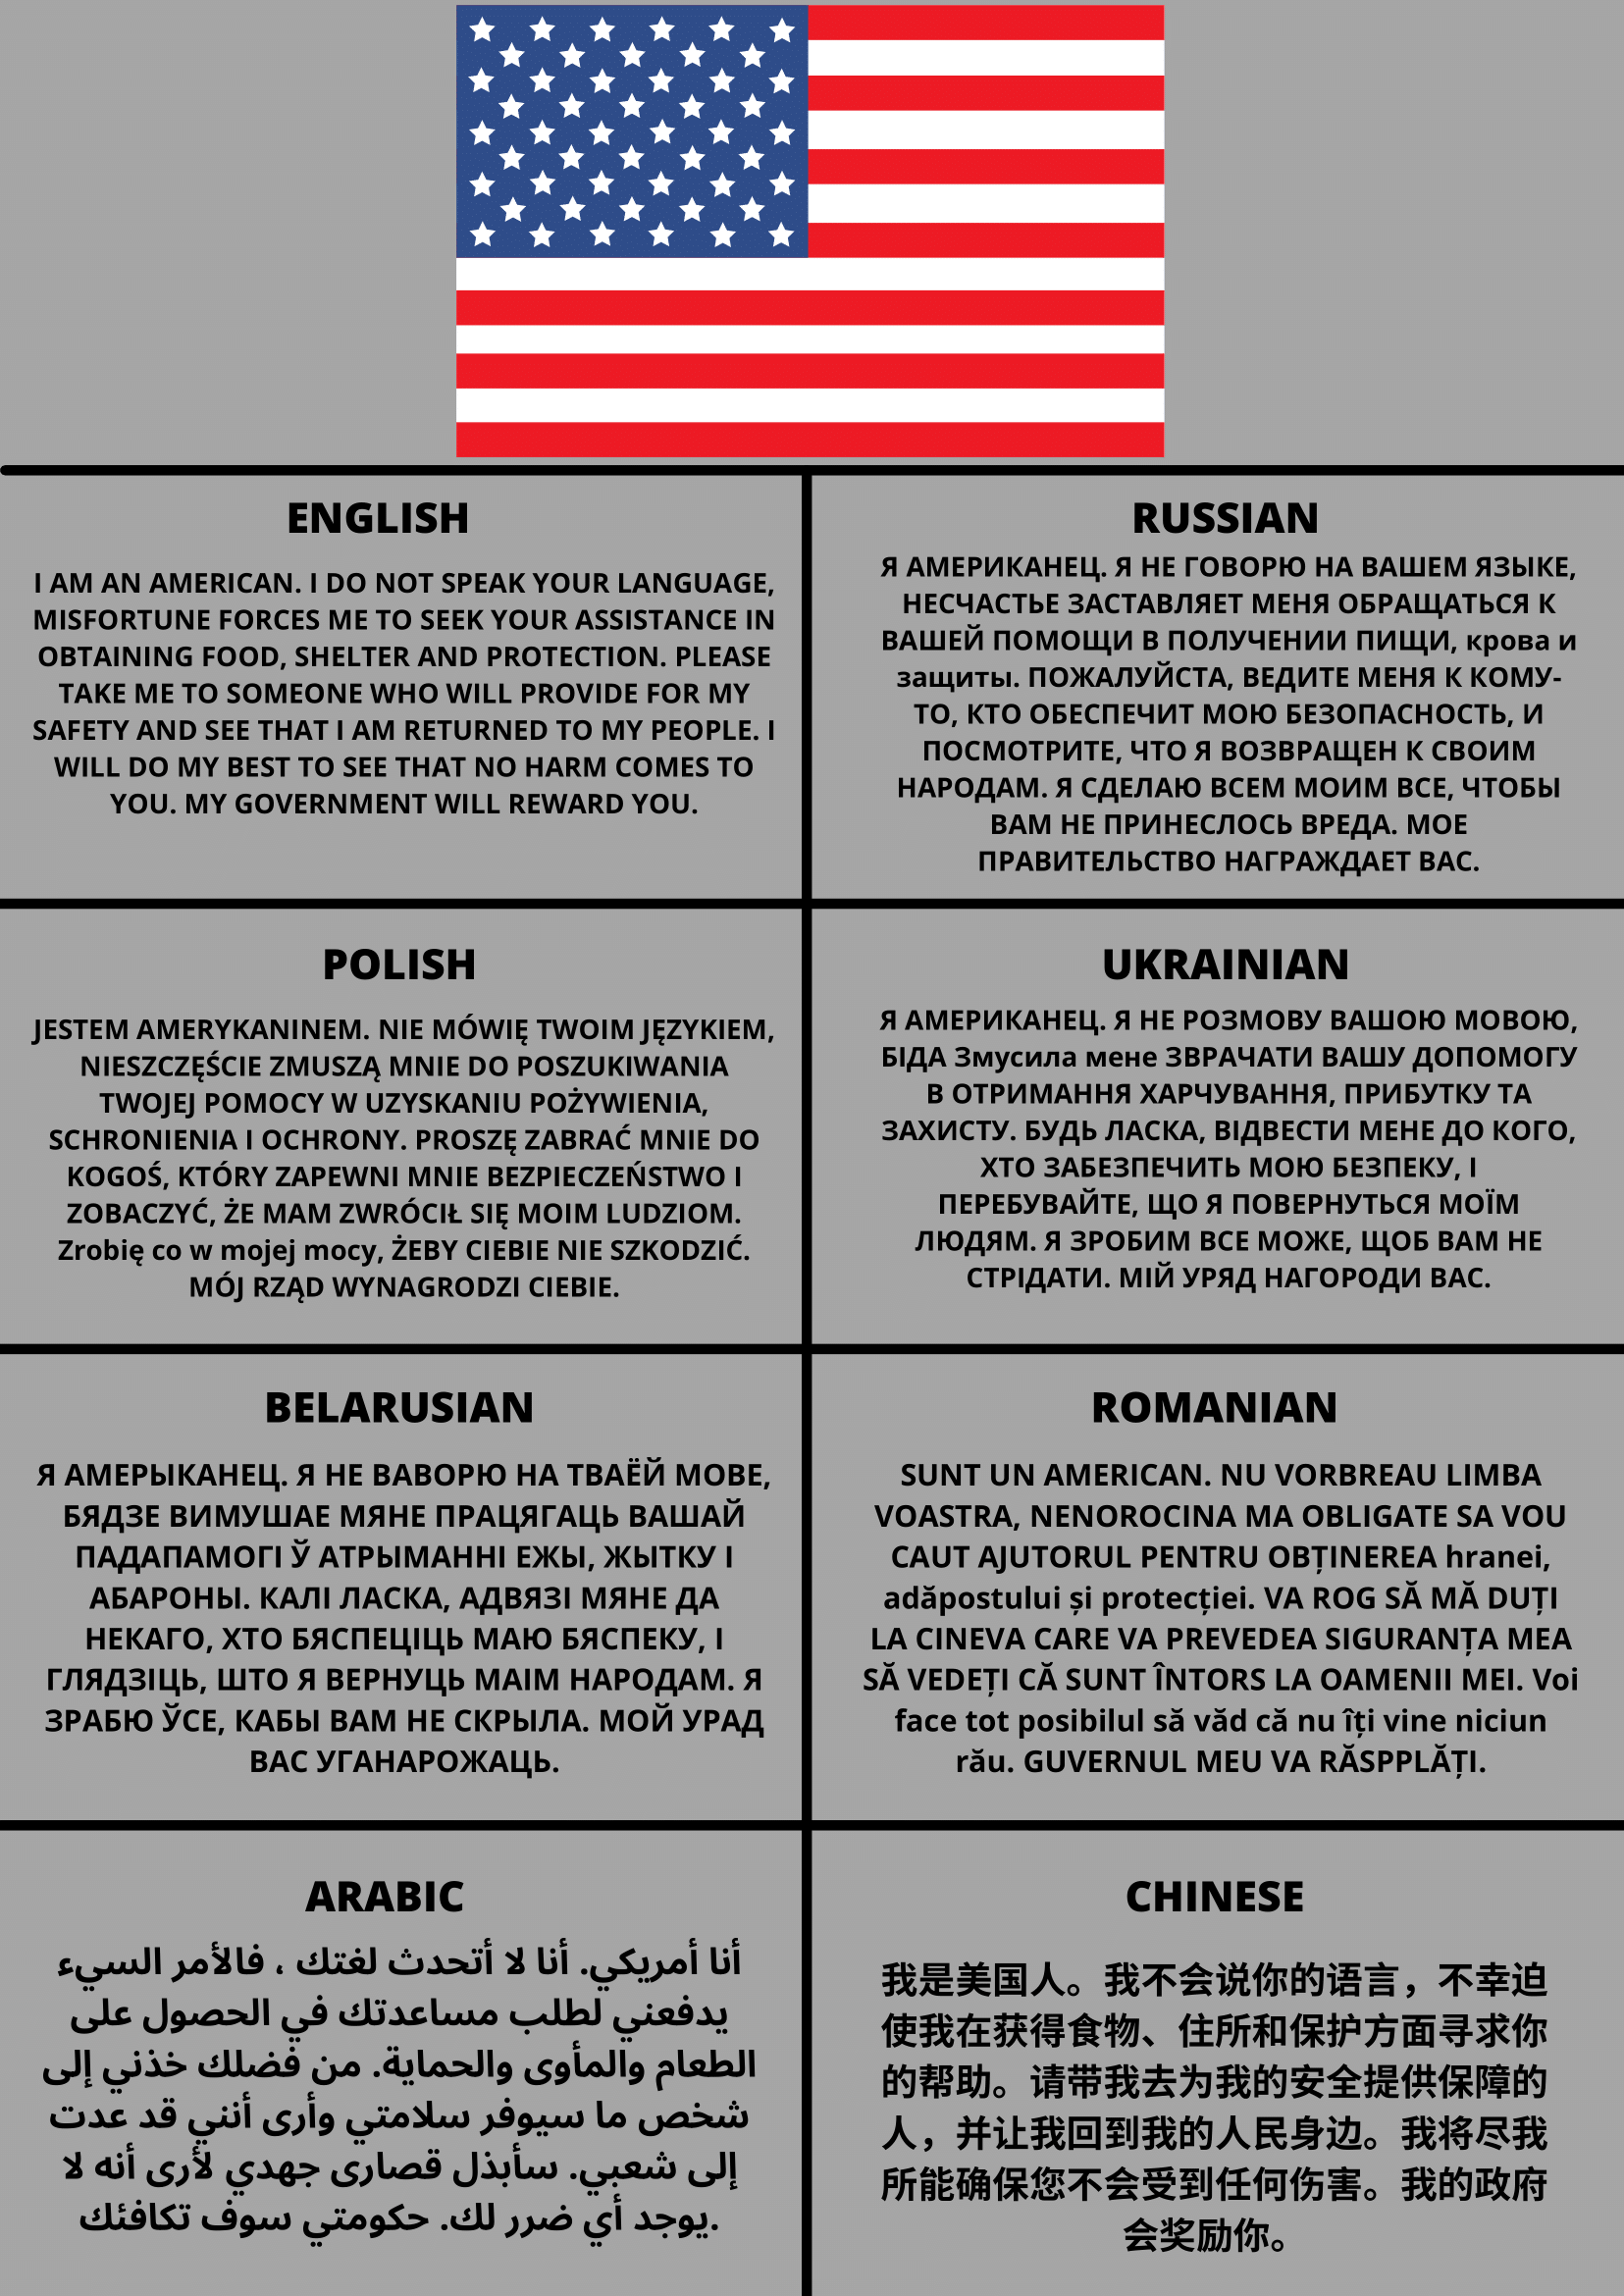 ENGLISH
I AM AN AMERICAN. I DO NOT SPEAK YOUR LANGUAGE,
MISFORTUNE FORCES ME TO SEEK YOUR ASSISTANCE IN
OBTAINING FOOD, SHELTER AND PROTECTION. PLEASE
TAKE ME TO SOMEONE WHO WILL PROVIDE FOR MY
SAFETY AND SEE THAT I AM RETURNED TO MY PEOPLE. I
WILL DO MY BEST TO SEE THAT NO HARM COMES TO
YOU. MY GOVERNMENT WILL REWARD YOU.
RUSSIAN
Я АМЕРИКАНЕЦ. Я НЕ ГОВОРЮ НА ВАШЕМ ЯЗЫКЕ,
НЕСЧАСТЬЕ ЗАСТАВЛЯЕТ МЕНЯ ОБРАЩАТЬСЯ К
ВАШЕЙ ПОМОЩИ В ПОЛУЧЕНИИ ПИЩИ, крова и
защиты. ПОЖАЛУЙСТА, ВЕДИТЕ МЕНЯ К КОМУ-
ТО, КТО ОБЕСПЕЧИТ МОЮ БЕЗОПАСНОСТЬ, И
ПОСМОТРИТЕ, ЧТО Я ВОЗВРАЩЕН К СВОИМ
НАРОДАМ. Я СДЕЛАЮ ВСЕМ МОИМ ВСЕ, ЧТОБЫ
ВАМ НЕ ПРИНЕСЛОСЬ ВРЕДА. МОЕ
ПРАВИТЕЛЬСТВО НАГРАЖДАЕТ ВАС.
POLISH
JESTEM AMERYKANINEM. NIE MÓWIĘ TWOIM JĘZYKIEM,
NIESZCZĘŚCIE ZMUSZĄ MNIE DO POSZUKIWANIA
TWOJEJ POMOCY W UZYSKANIU POŻYWIENIA,
SCHRONIENIA I OCHRONY. PROSZĘ ZABRAĆ MNIE DO
KOGOŚ, KTÓRY ZAPEWNI MNIE BEZPIECZEŃSTWO I
ZOBACZYĆ, ŻE MAM ZWRÓCIŁ SIĘ MOIM LUDZIOM.
Zrobię co w mojej mocy, ŻEBY CIEBIE NIE SZKODZIĆ.
MÓJ RZĄD WYNAGRODZI CIEBIE.
UKRAINIAN
Я АМЕРИКАНЕЦ. Я НЕ РОЗМОВУ ВАШОЮ МОВОЮ,
БІДА Змусила мене ЗВРАЧАТИ ВАШУ ДОПОМОГУ
В ОТРИМАННЯ ХАРЧУВАННЯ, ПРИБУТКУ ТА
ЗАХИСТУ. БУДЬ ЛАСКА, ВІДВЕСТИ МЕНЕ ДО КОГО,
ХТО ЗАБЕЗПЕЧИТЬ МОЮ БЕЗПЕКУ, І
ПЕРЕБУВАЙТЕ, ЩО Я ПОВЕРНУТЬСЯ МОЇМ
ЛЮДЯМ. Я ЗРОБИМ ВСЕ МОЖЕ, ЩОБ ВАМ НЕ
СТРІДАТИ. МІЙ УРЯД НАГОРОДИ ВАС.
BELARUSIAN
Я АМЕРЫКАНЕЦ. Я НЕ ВАВОРЮ НА ТВАЁЙ МОВЕ,
БЯДЗЕ ВИМУШАЕ МЯНЕ ПРАЦЯГАЦЬ ВАШАЙ
ПАДАПАМОГІ Ў АТРЫМАННІ ЕЖЫ, ЖЫТКУ І
АБАРОНЫ. КАЛІ ЛАСКА, АДВЯЗІ МЯНЕ ДА
НЕКАГО, ХТО БЯСПЕЦІЦЬ МАЮ БЯСПЕКУ, І
ГЛЯДЗІЦЬ, ШТО Я ВЕРНУЦЬ МАІМ НАРОДАМ. Я
ЗРАБЮ ЎСЕ, КАБЫ ВАМ НЕ СКРЫЛА. МОЙ УРАД
ВАС УГАНАРОЖАЦЬ.
ROMANIAN
SUNT UN AMERICAN. NU VORBREAU LIMBA
VOASTRA, NENOROCINA MA OBLIGATE SA VOU
CAUT AJUTORUL PENTRU OBȚINEREA hranei,
adăpostului și protecției. VA ROG SĂ MĂ DUȚI
LA CINEVA CARE VA PREVEDEA SIGURANȚA MEA
SĂ VEDEȚI CĂ SUNT ÎNTORS LA OAMENII MEI. Voi
face tot posibilul să văd că nu îți vine niciun
rău. GUVERNUL MEU VA RĂSPPLĂȚI.
ARABIC
أنا أمريكي. أنا لا أتحدث لغتك ، فالأمر السيء
يدفعني لطلب مساعدتك في الحصول على
الطعام والمأوى والحماية. من فضلك خذني إلى
شخص ما سيوفر سلامتي وأرى أنني قد عدت
إلى شعبي. سأبذل قصارى جهدي لأرى أنه لا
يوجد أي ضرر لك. حكومتي سوف تكافئك.
CHINESE
我是美国人。我不会说你的语言，不幸迫
使我在获得食物、住所和保护方面寻求你
的帮助。请带我去为我的安全提供保障的
人，并让我回到我的人民身边。我将尽我
所能确保您不会受到任何伤害。我的政府
会奖励你。